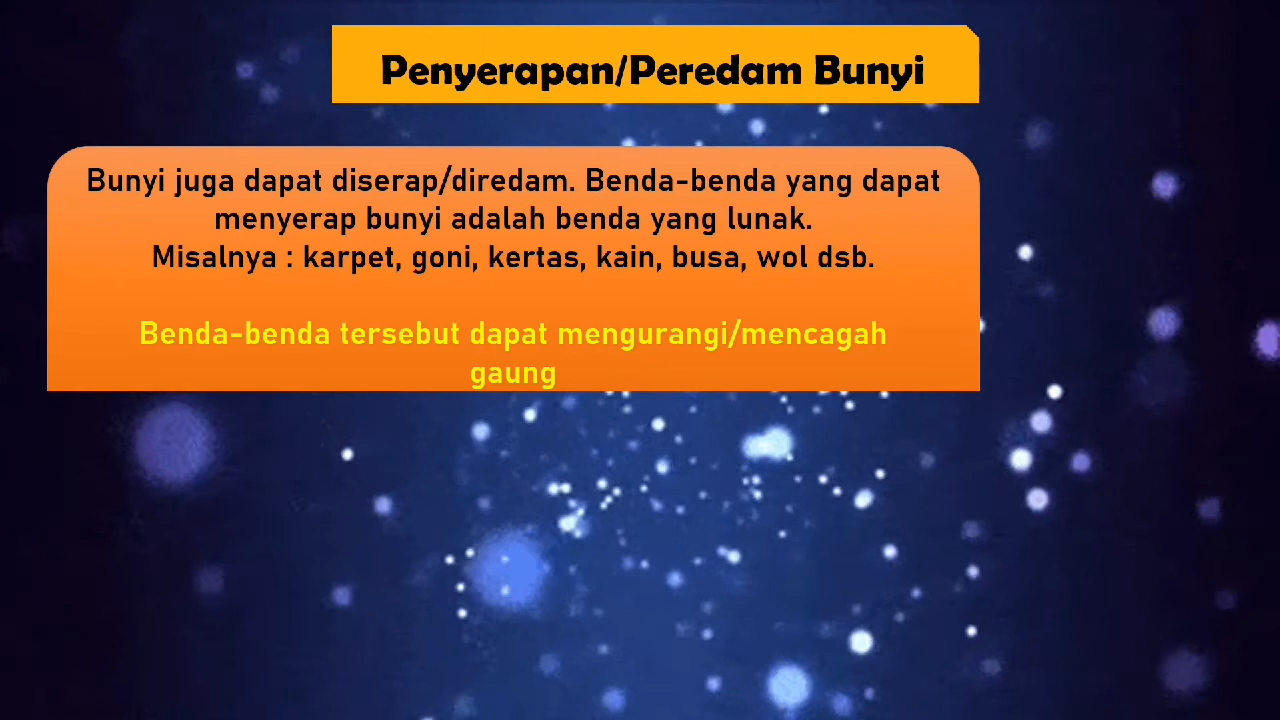 Penyerapan/Peredam Bunyi
Bunyi juga dapat diserap/diredam. Benda-benda yang dapat
menyerap bunyi adalah benda yang lunak.
Misalnya : karpet, goni, kertas, kain, busa, wol dsb.
Benda-benda tersebut dapat mengurangi/mencagah
gaung